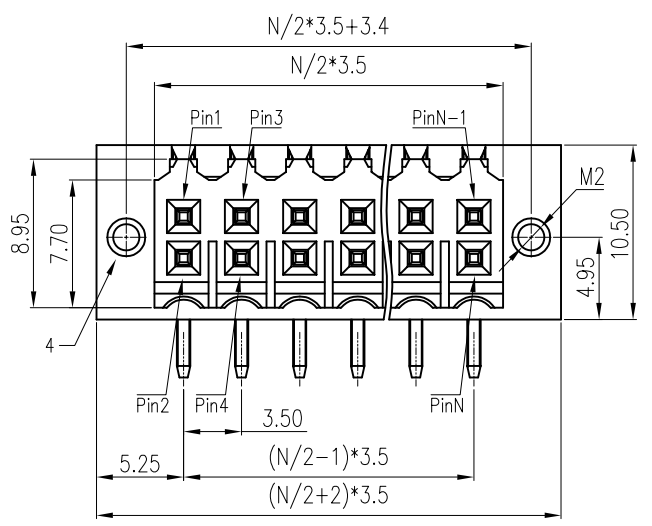 N/2*3.5+3.4
N/2*3.5
Pin1
Pin3
PinN-1
M2
8.95
7.70
10.50
4.95
4
Pin2
Pin4
PinN
3.50
5.25
(N/2-1)*3.5
(N/2+2)*3.5